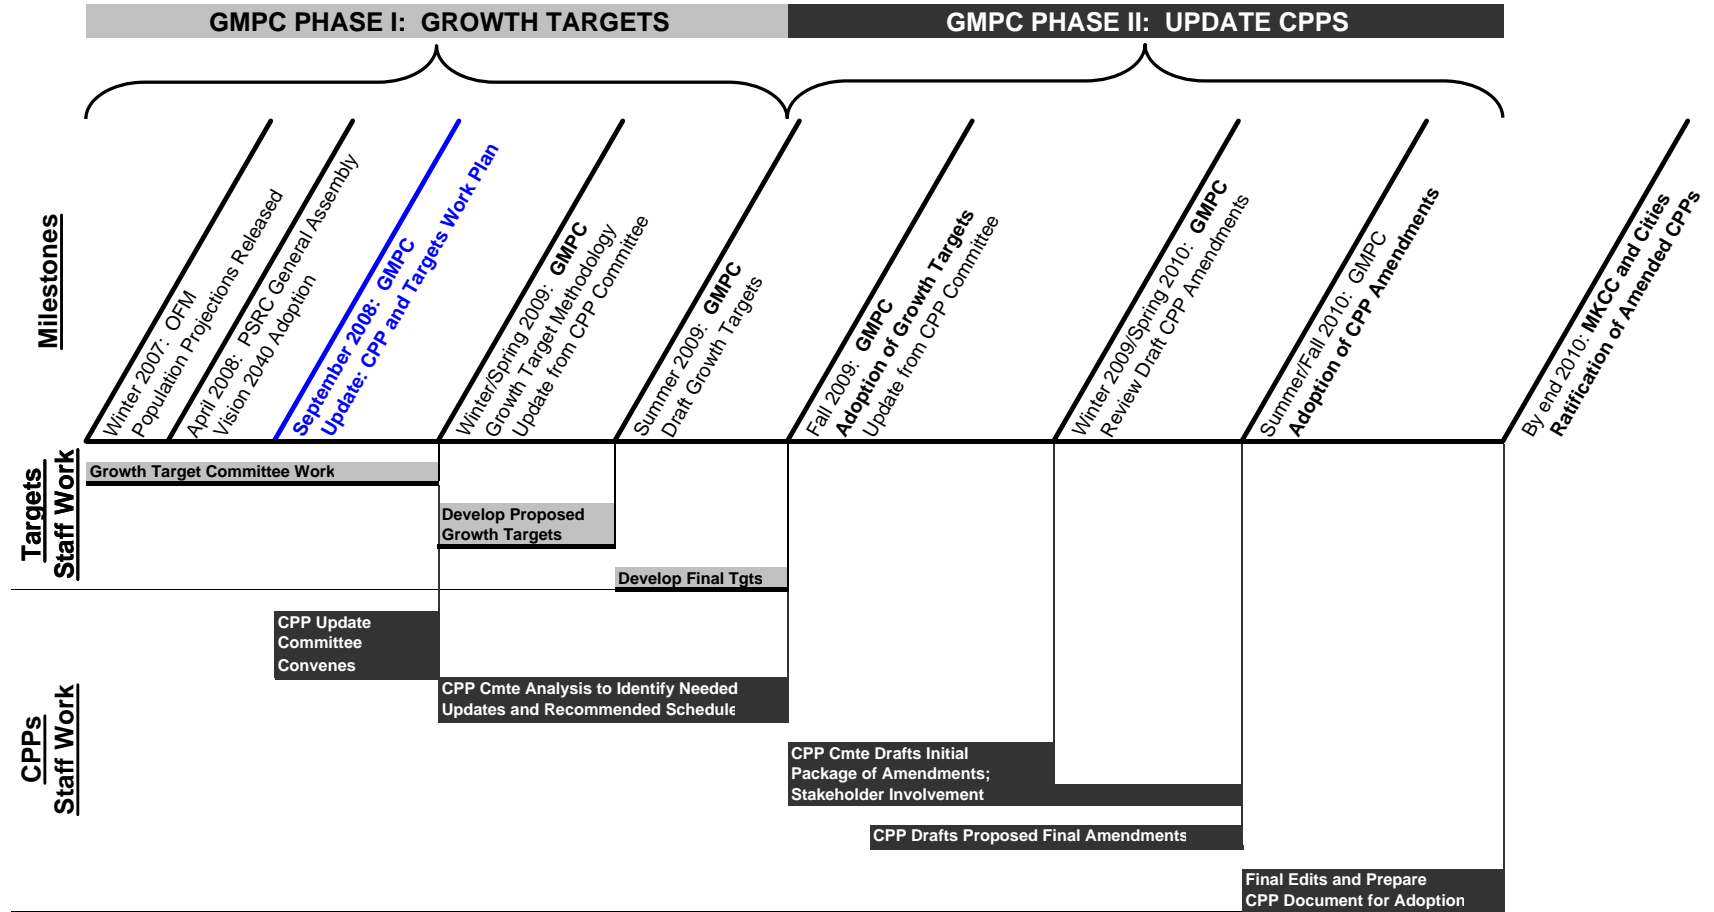 GMPC PHASE I: GROWTH TARGETS
GMPC PHASE II: UPDATE CPPS
Milestones
Winter 2007: OFM
Population Projections Released
April 2008: PSRC General Assembly
Vision 2040 Adoption
September 2008: GMPC
Update: CPP and Targets Work Plan
Winter/Spring 2009: GMPC
Growth Target Methodology
Update from CPP Committee
Summer 2009: GMPC
Draft Growth Targets
Fall 2009: GMPC
Adoption of Growth Targets
Update from CPP Committee
Winter 2009/Spring 2010: GMPC
Review Draft CPP Amendments
Summer/Fall 2010: GMPC
Adoption of CPP Amendments
By end 2010: MKCC and Cities
Ratification of Amended CPPs
Targets
Staff Work
Growth Target Committee Work
Develop Proposed
Growth Targets
Develop Final Tgts
CPPs
Staff Work
CPP Update
Committee
Convenes
CPP Cmte Analysis to Identify Needed
Updates and Recommended Schedule
CPP Cmte Drafts Initial
Package of Amendments;
Stakeholder Involvement
CPP Drafts Proposed Final Amendments
Final Edits and Prepare
CPP Document for Adoption